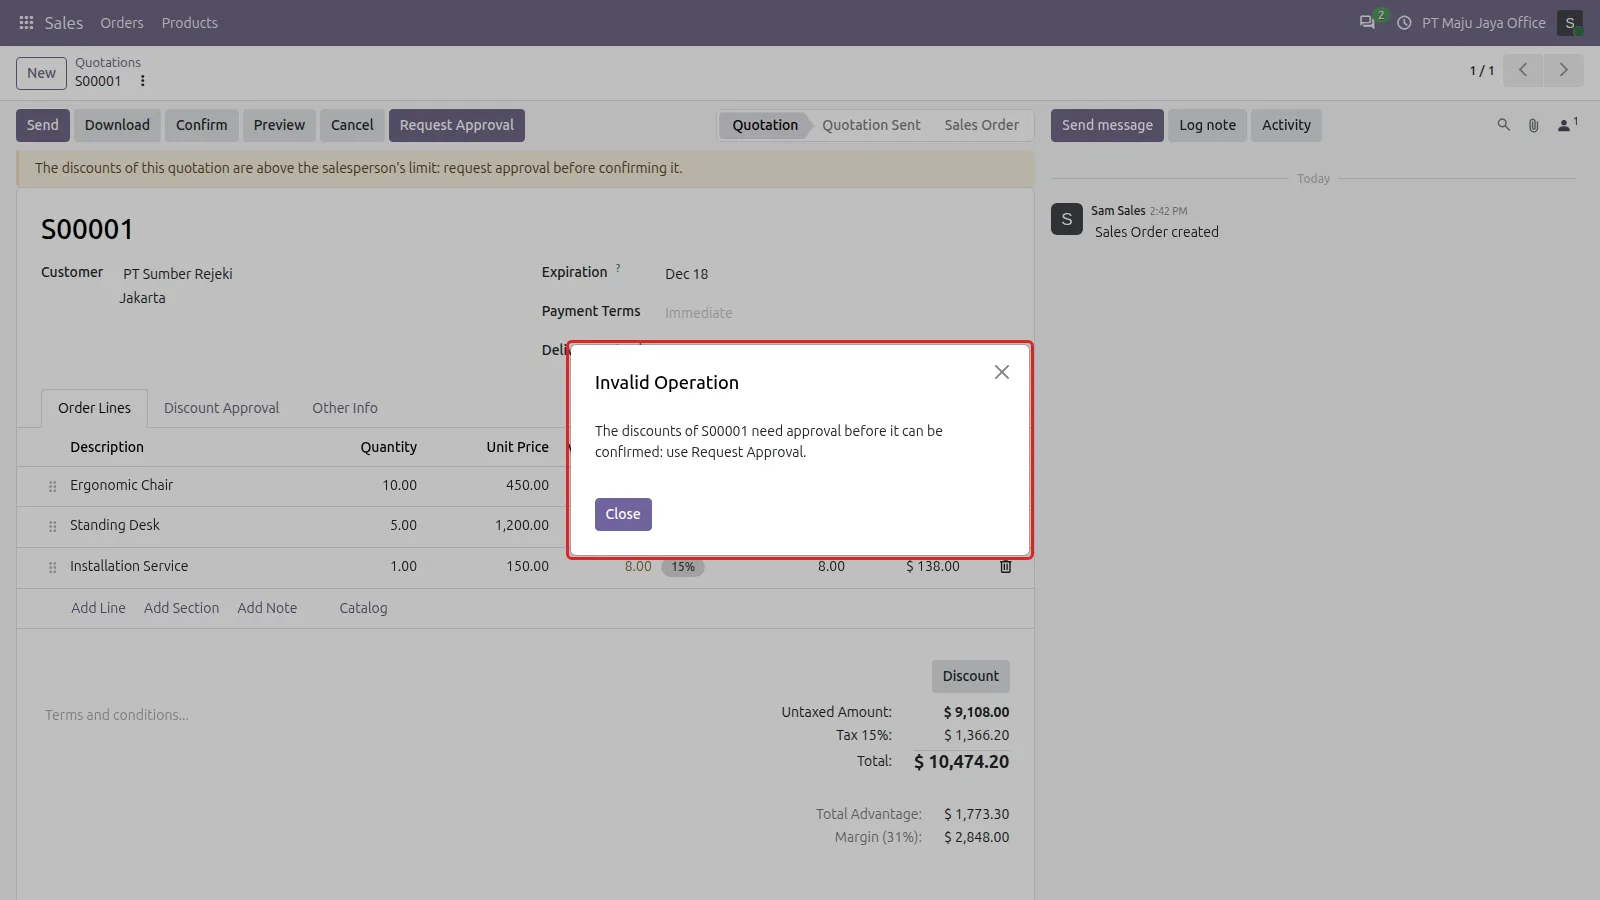 Sales Orders Products 2 PT Maju Jaya Office S
New Quotations
S00001 1 / 1
Send Download Confirm Preview Cancel Request Approval Quotation Quotation Sent Sales Order Send message Log note Activity 1
The discounts of this quotation are above the salesperson's limit: request approval before confirming it.
Today
S00001
S Sam Sales 2:42 PM
Sales Order created
Customer PT Sumber Rejeki Expiration ? Dec 18
Jakarta
Payment Terms Immediate
Invalid Operation
The discounts of S00001 need approval before it can be
confirmed: use Request Approval.
Close
Order Lines Discount Approval Other Info
Description Quantity Unit Price
Ergonomic Chair 10.00 450.00
Standing Desk 5.00 1,200.00
Installation Service 1.00 150.00 8.00 15% 8.00 $ 138.00
Add Line Add Section Add Note Catalog
Discount
Terms and conditions...
Untaxed Amount: $ 9,108.00
Tax 15%: $ 1,366.20
Total: $ 10,474.20
Total Advantage: $ 1,773.30
Margin (31%): $ 2,848.00